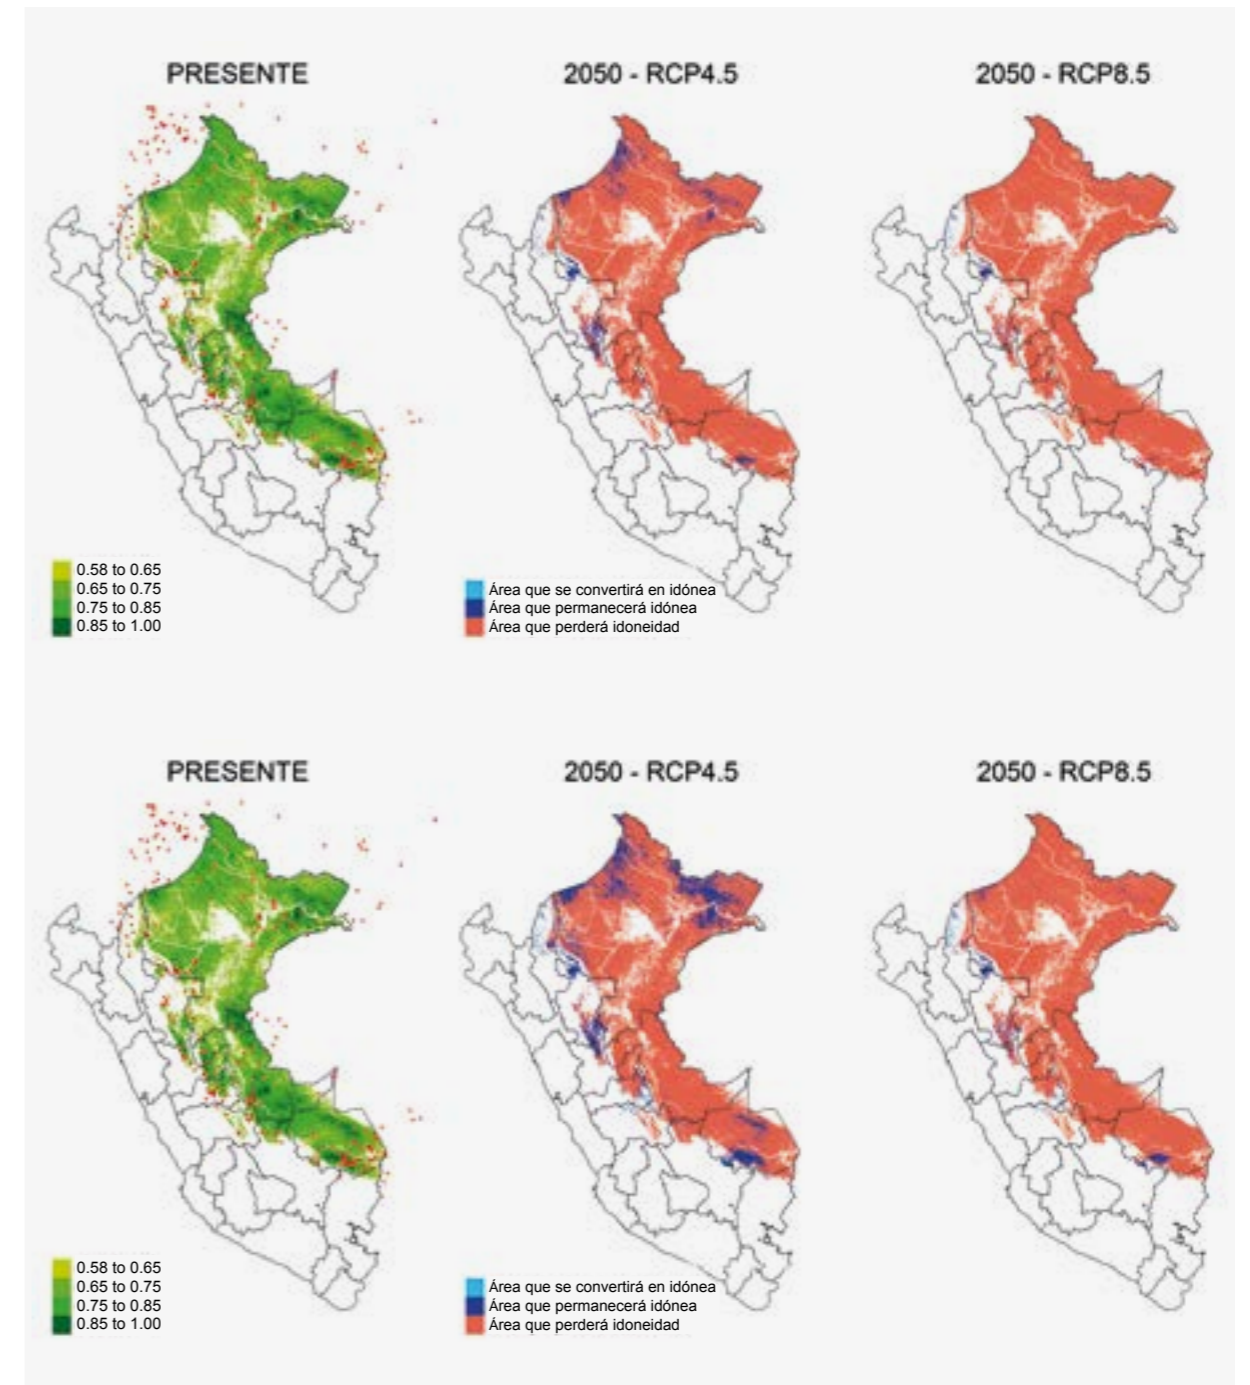 PRESENTE
2050 - RCP4.5
2050 - RCP8.5
0.58 to 0.65
0.65 to 0.75
0.75 to 0.85
0.85 to 1.00
Área que se convertirá en idónea
Área que permanecerá idónea
Área que perderá idoneidad
PRESENTE
2050 - RCP4.5
2050 - RCP8.5
0.58 to 0.65
0.65 to 0.75
0.75 to 0.85
0.85 to 1.00
Área que se convertirá en idónea
Área que permanecerá idónea
Área que perderá idoneidad